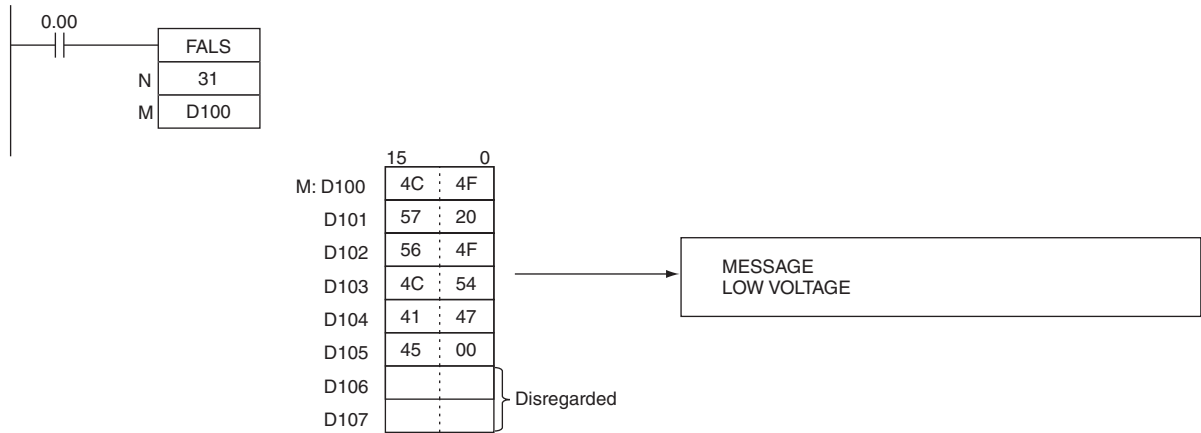 0.00
FALS
N 31
M D100
15 0
M: D100 4C 4F
D101 57 20
D102 56 4F
D103 4C 54
D104 41 47
D105 45 00
D106
D107
Disregarded
MESSAGE
LOW VOLTAGE